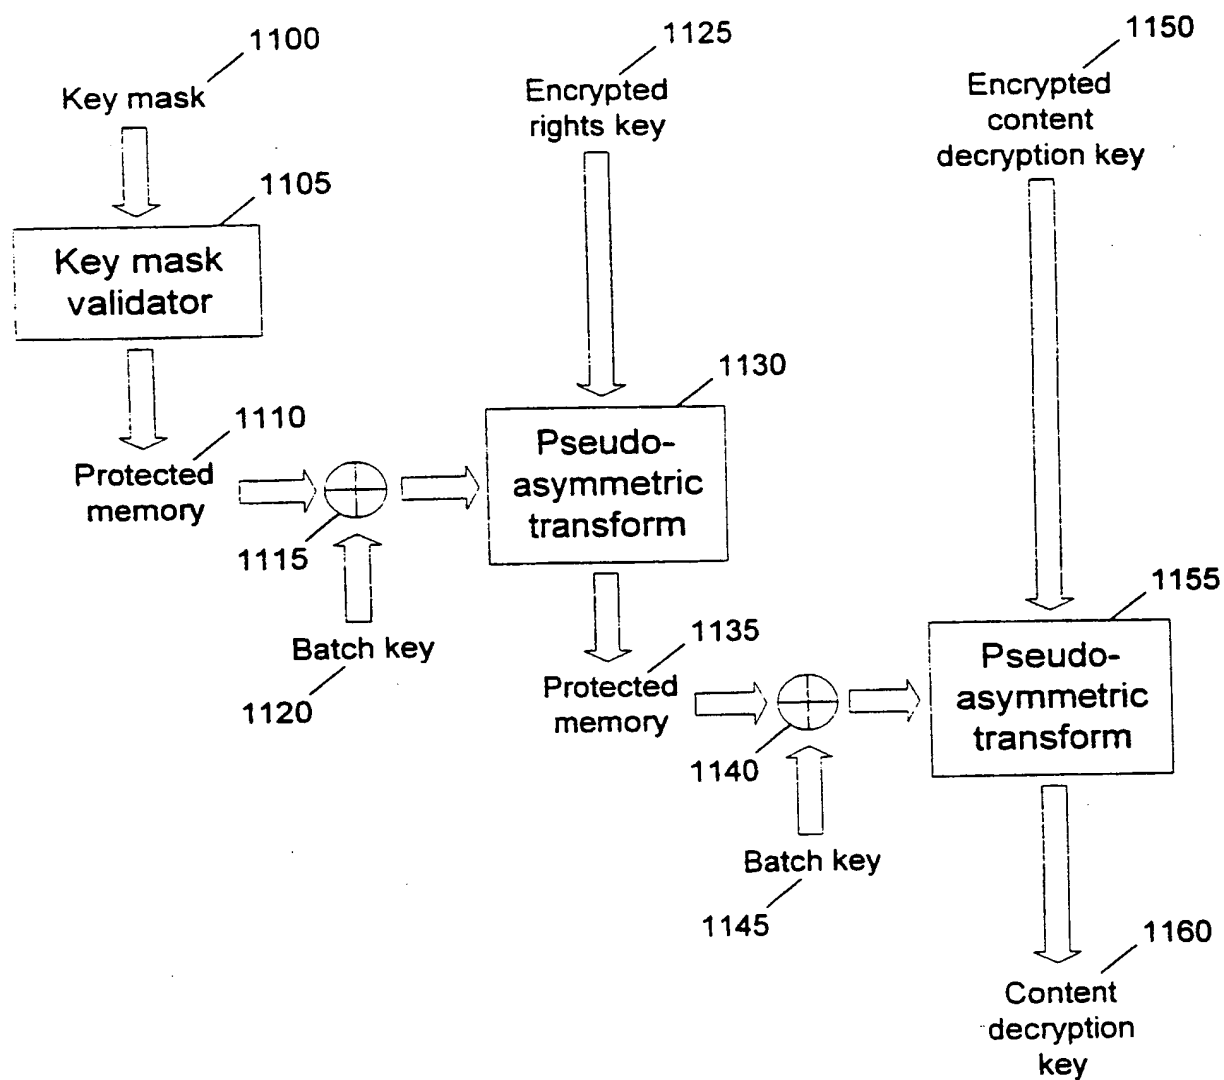 1100
Key mask
1105
Key mask
validator
1110
Protected
memory
1115
Batch key
1120
1125
Encrypted
rights key
1130
Pseudo-
asymmetric
transform
1135
Protected
memory
1140
Batch key
1145
1150
Encrypted
content
decryption key
1155
Pseudo-
asymmetric
transform
1160
Content
decryption
key